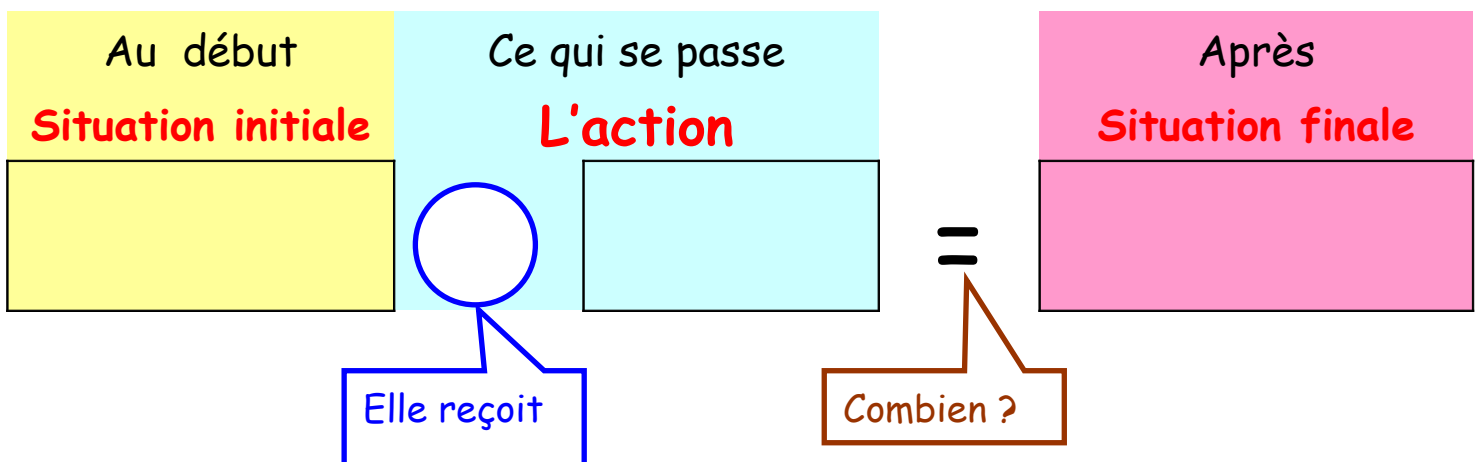 Au début
Situation initiale
Ce qui se passe
L'action
Après
Situation finale
=
Elle reçoit
Combien ?